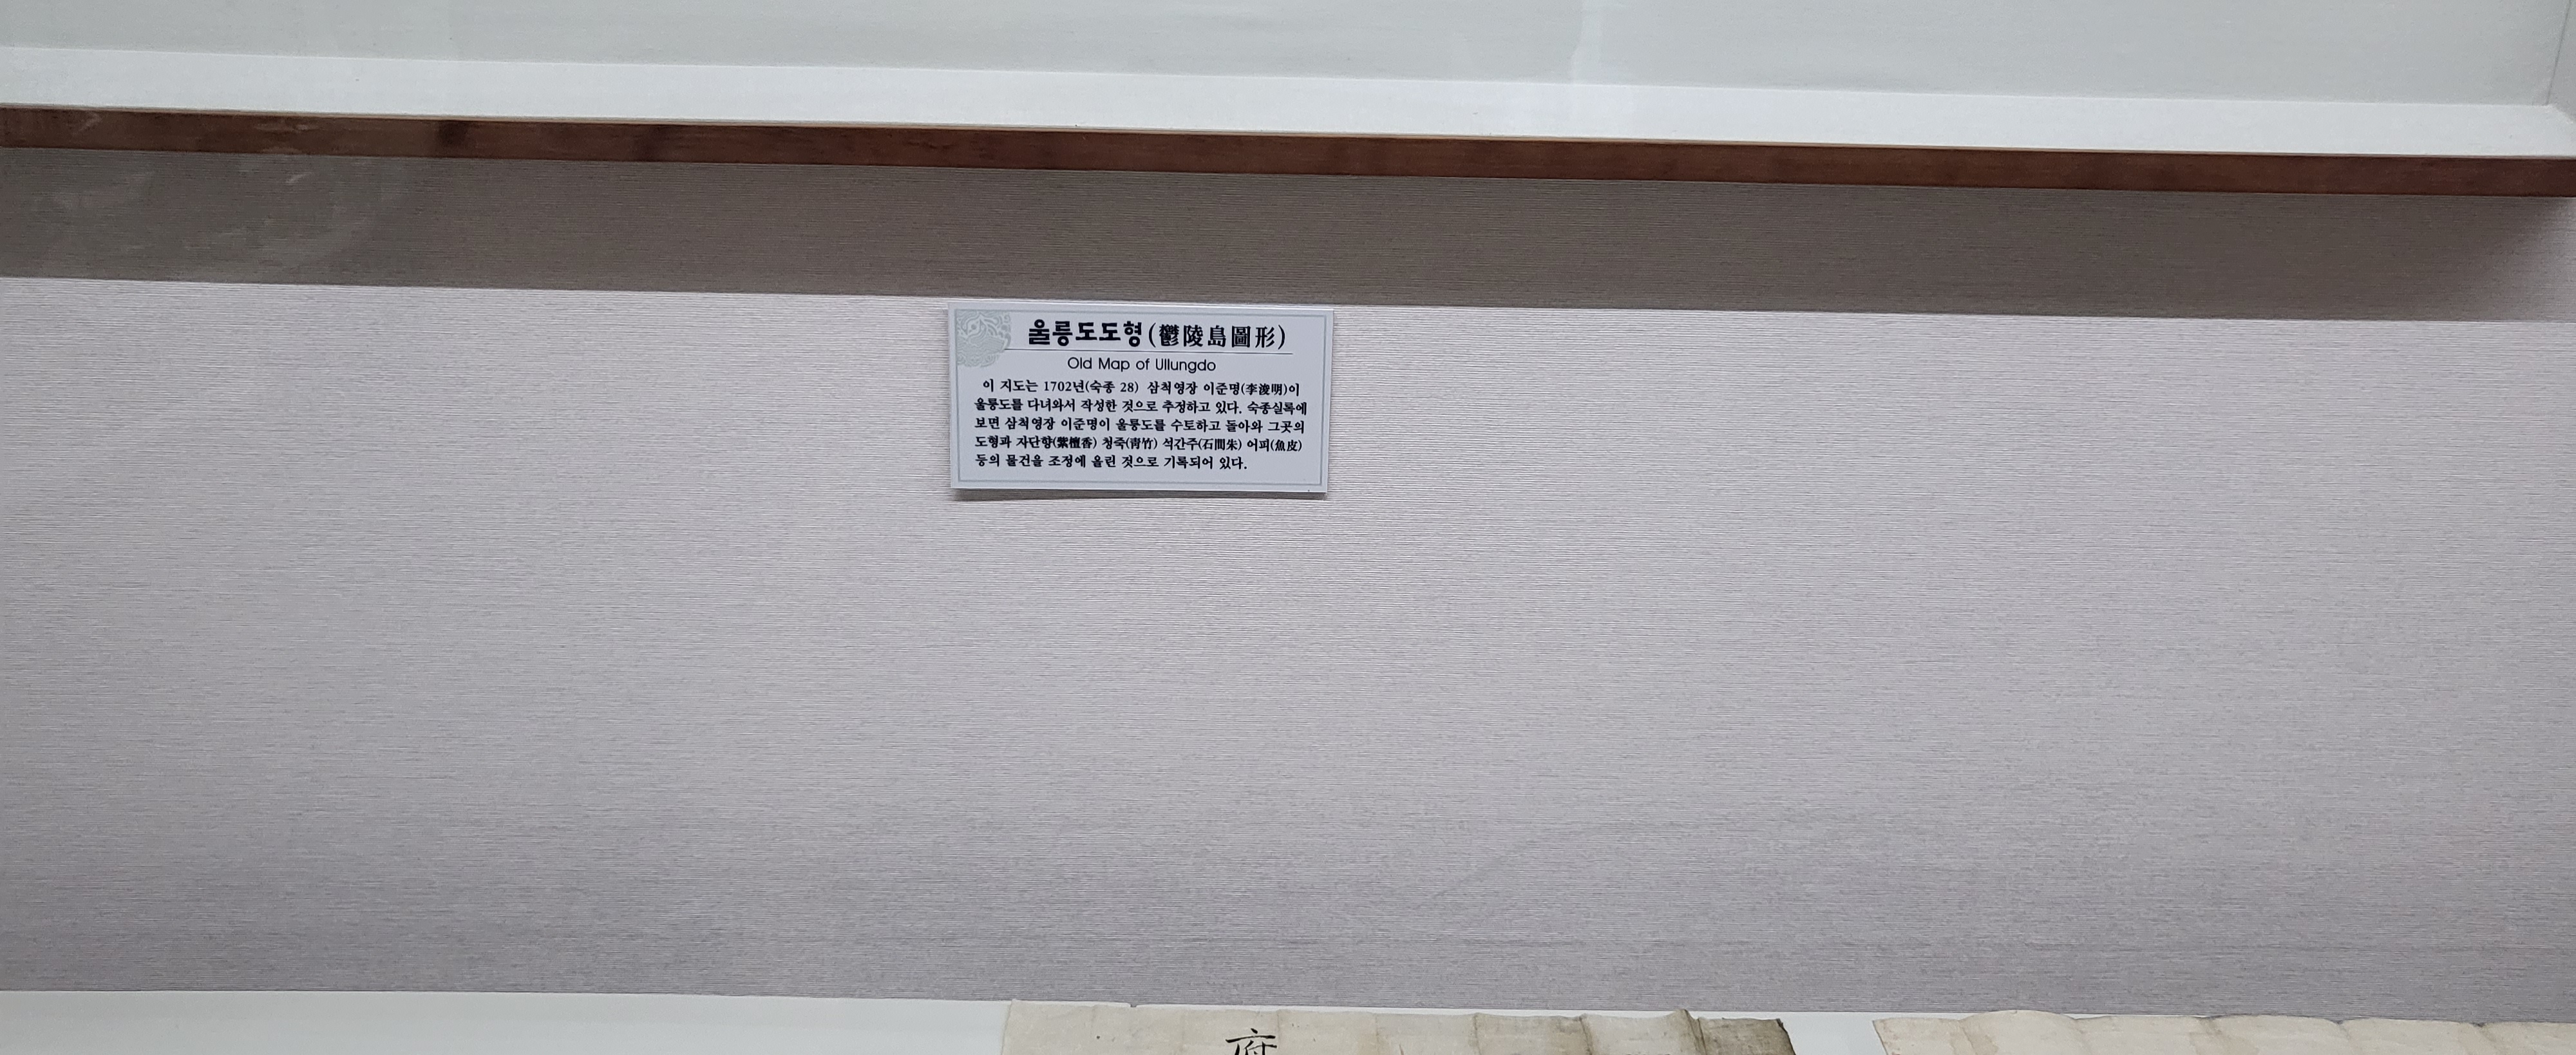 울릉도도형(鬱陵島圖形)
Old Map of Ullungdo
이 지도는 1702년(숙종 28) 삼척영장 이준명(李浚明)이
울릉도를 다녀와서 작성한 것으로 추정하고 있다. 숙종실록에
보면 삼척영장 이준명이 울릉도를 수토하고 돌아와 그곳의
도형과 자단향(紫檀香) 청죽(靑竹) 석간주(石間朱) 어피(魚皮)
등의 물건을 조정에 올린 것으로 기록되어 있다.
府